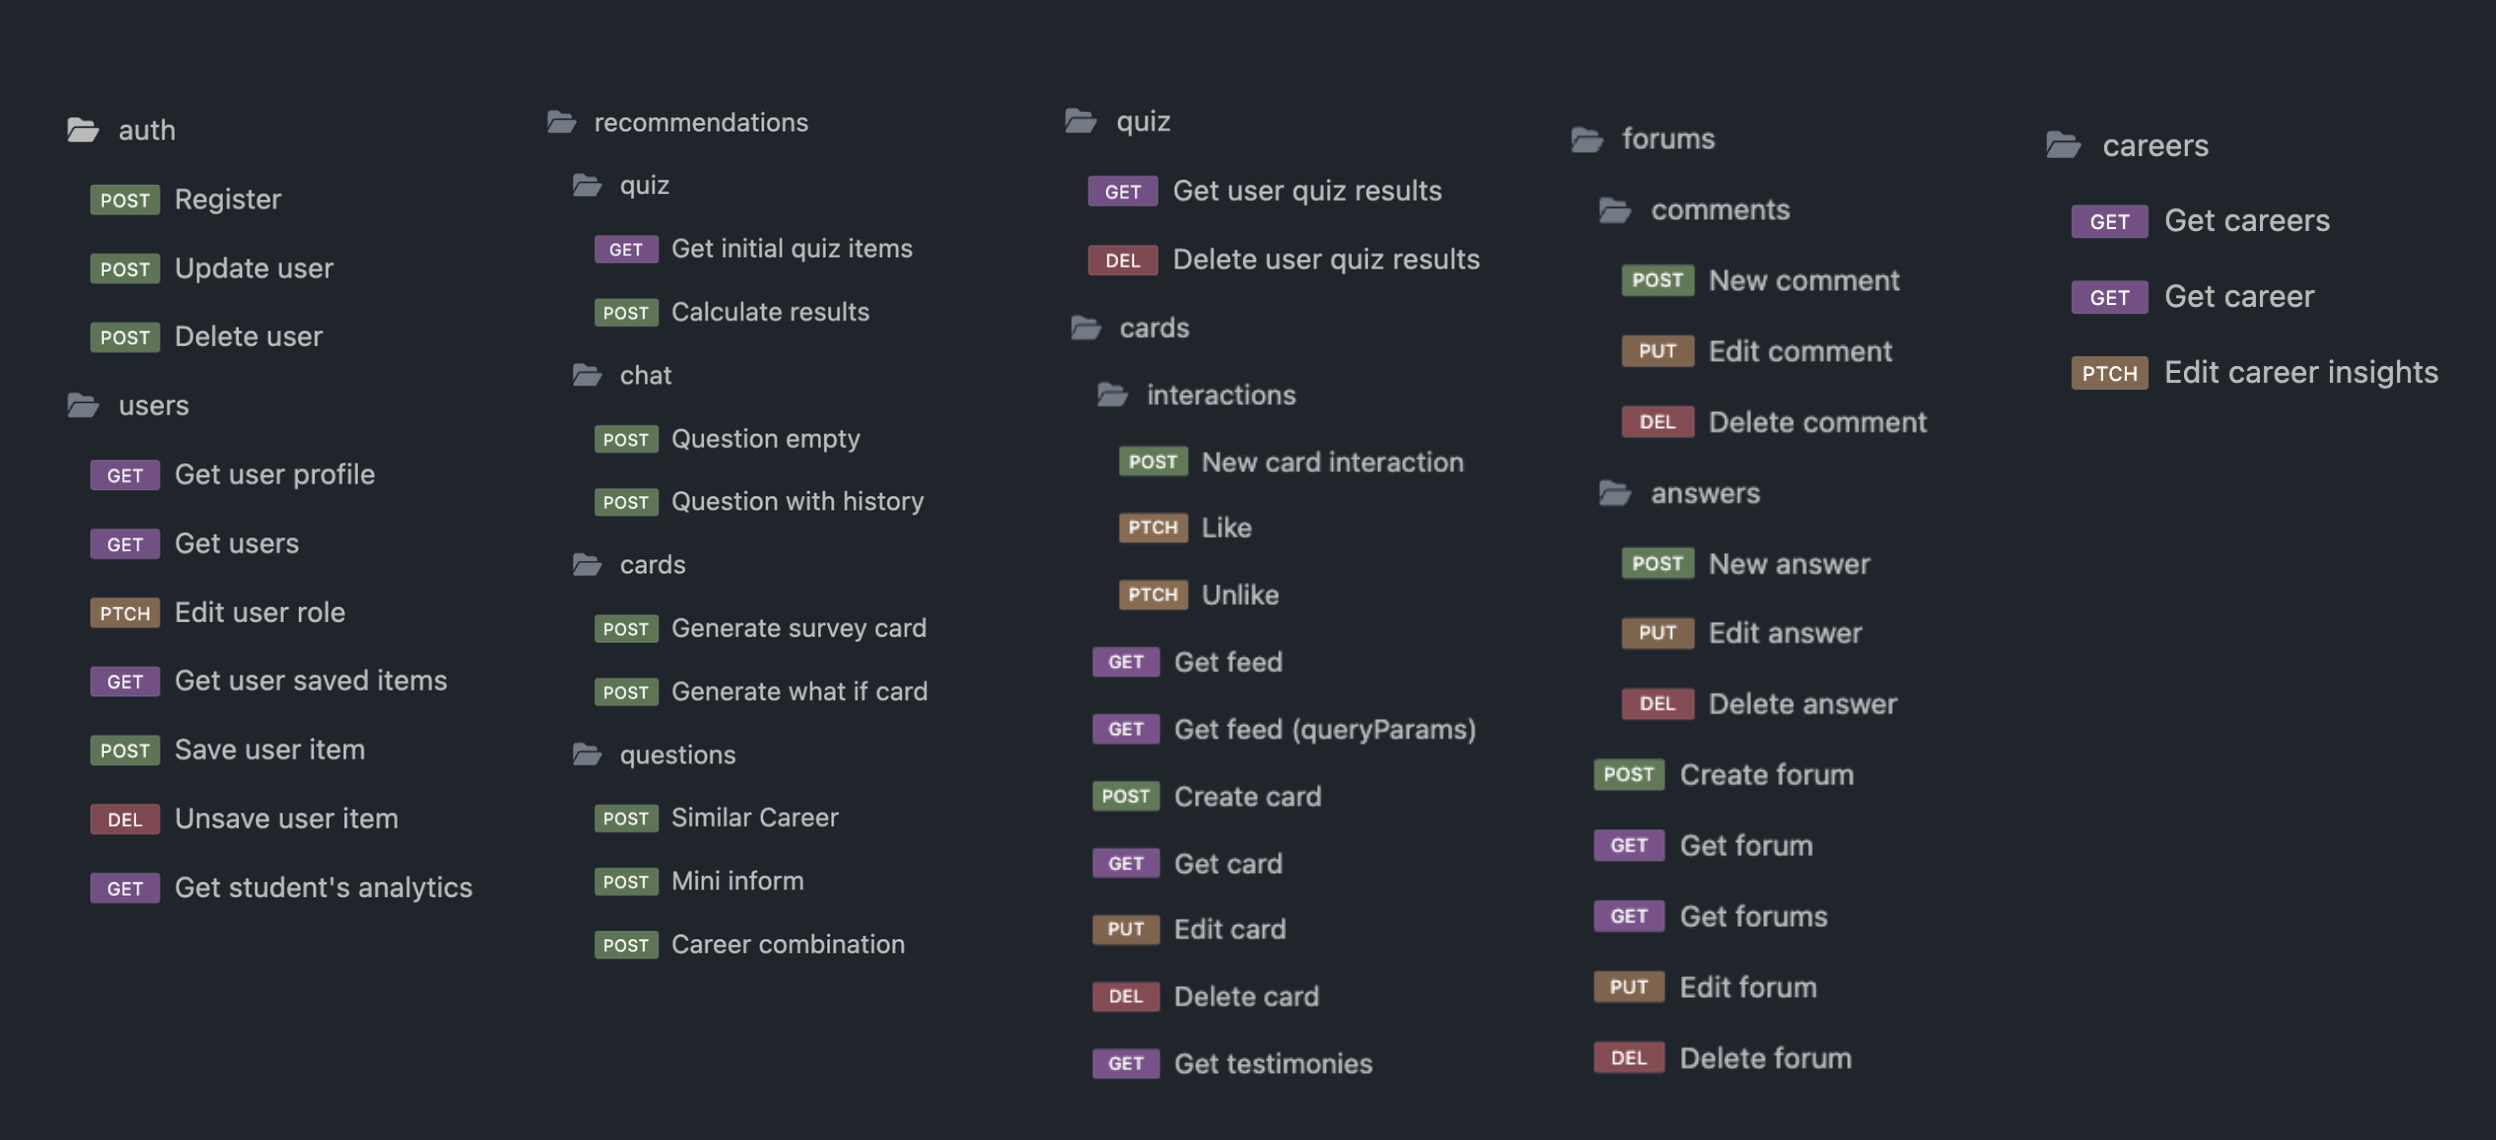 auth
POST Register
POST Update user
POST Delete user
users
GET Get user profile
GET Get users
PTCH Edit user role
GET Get user saved items
POST Save user item
DEL Unsave user item
GET Get student's analytics
recommendations
quiz
GET Get initial quiz items
POST Calculate results
chat
POST Question empty
POST Question with history
cards
POST Generate survey card
POST Generate what if card
questions
POST Similar Career
POST Mini inform
POST Career combination
quiz
GET Get user quiz results
DEL Delete user quiz results
cards
interactions
POST New card interaction
PTCH Like
PTCH Unlike
GET Get feed
GET Get feed (queryParams)
POST Create card
GET Get card
PUT Edit card
DEL Delete card
GET Get testimonies
forums
comments
POST New comment
PUT Edit comment
DEL Delete comment
answers
POST New answer
PUT Edit answer
DEL Delete answer
POST Create forum
GET Get forum
GET Get forums
PUT Edit forum
DEL Delete forum
careers
GET Get careers
GET Get career
PTCH Edit career insights